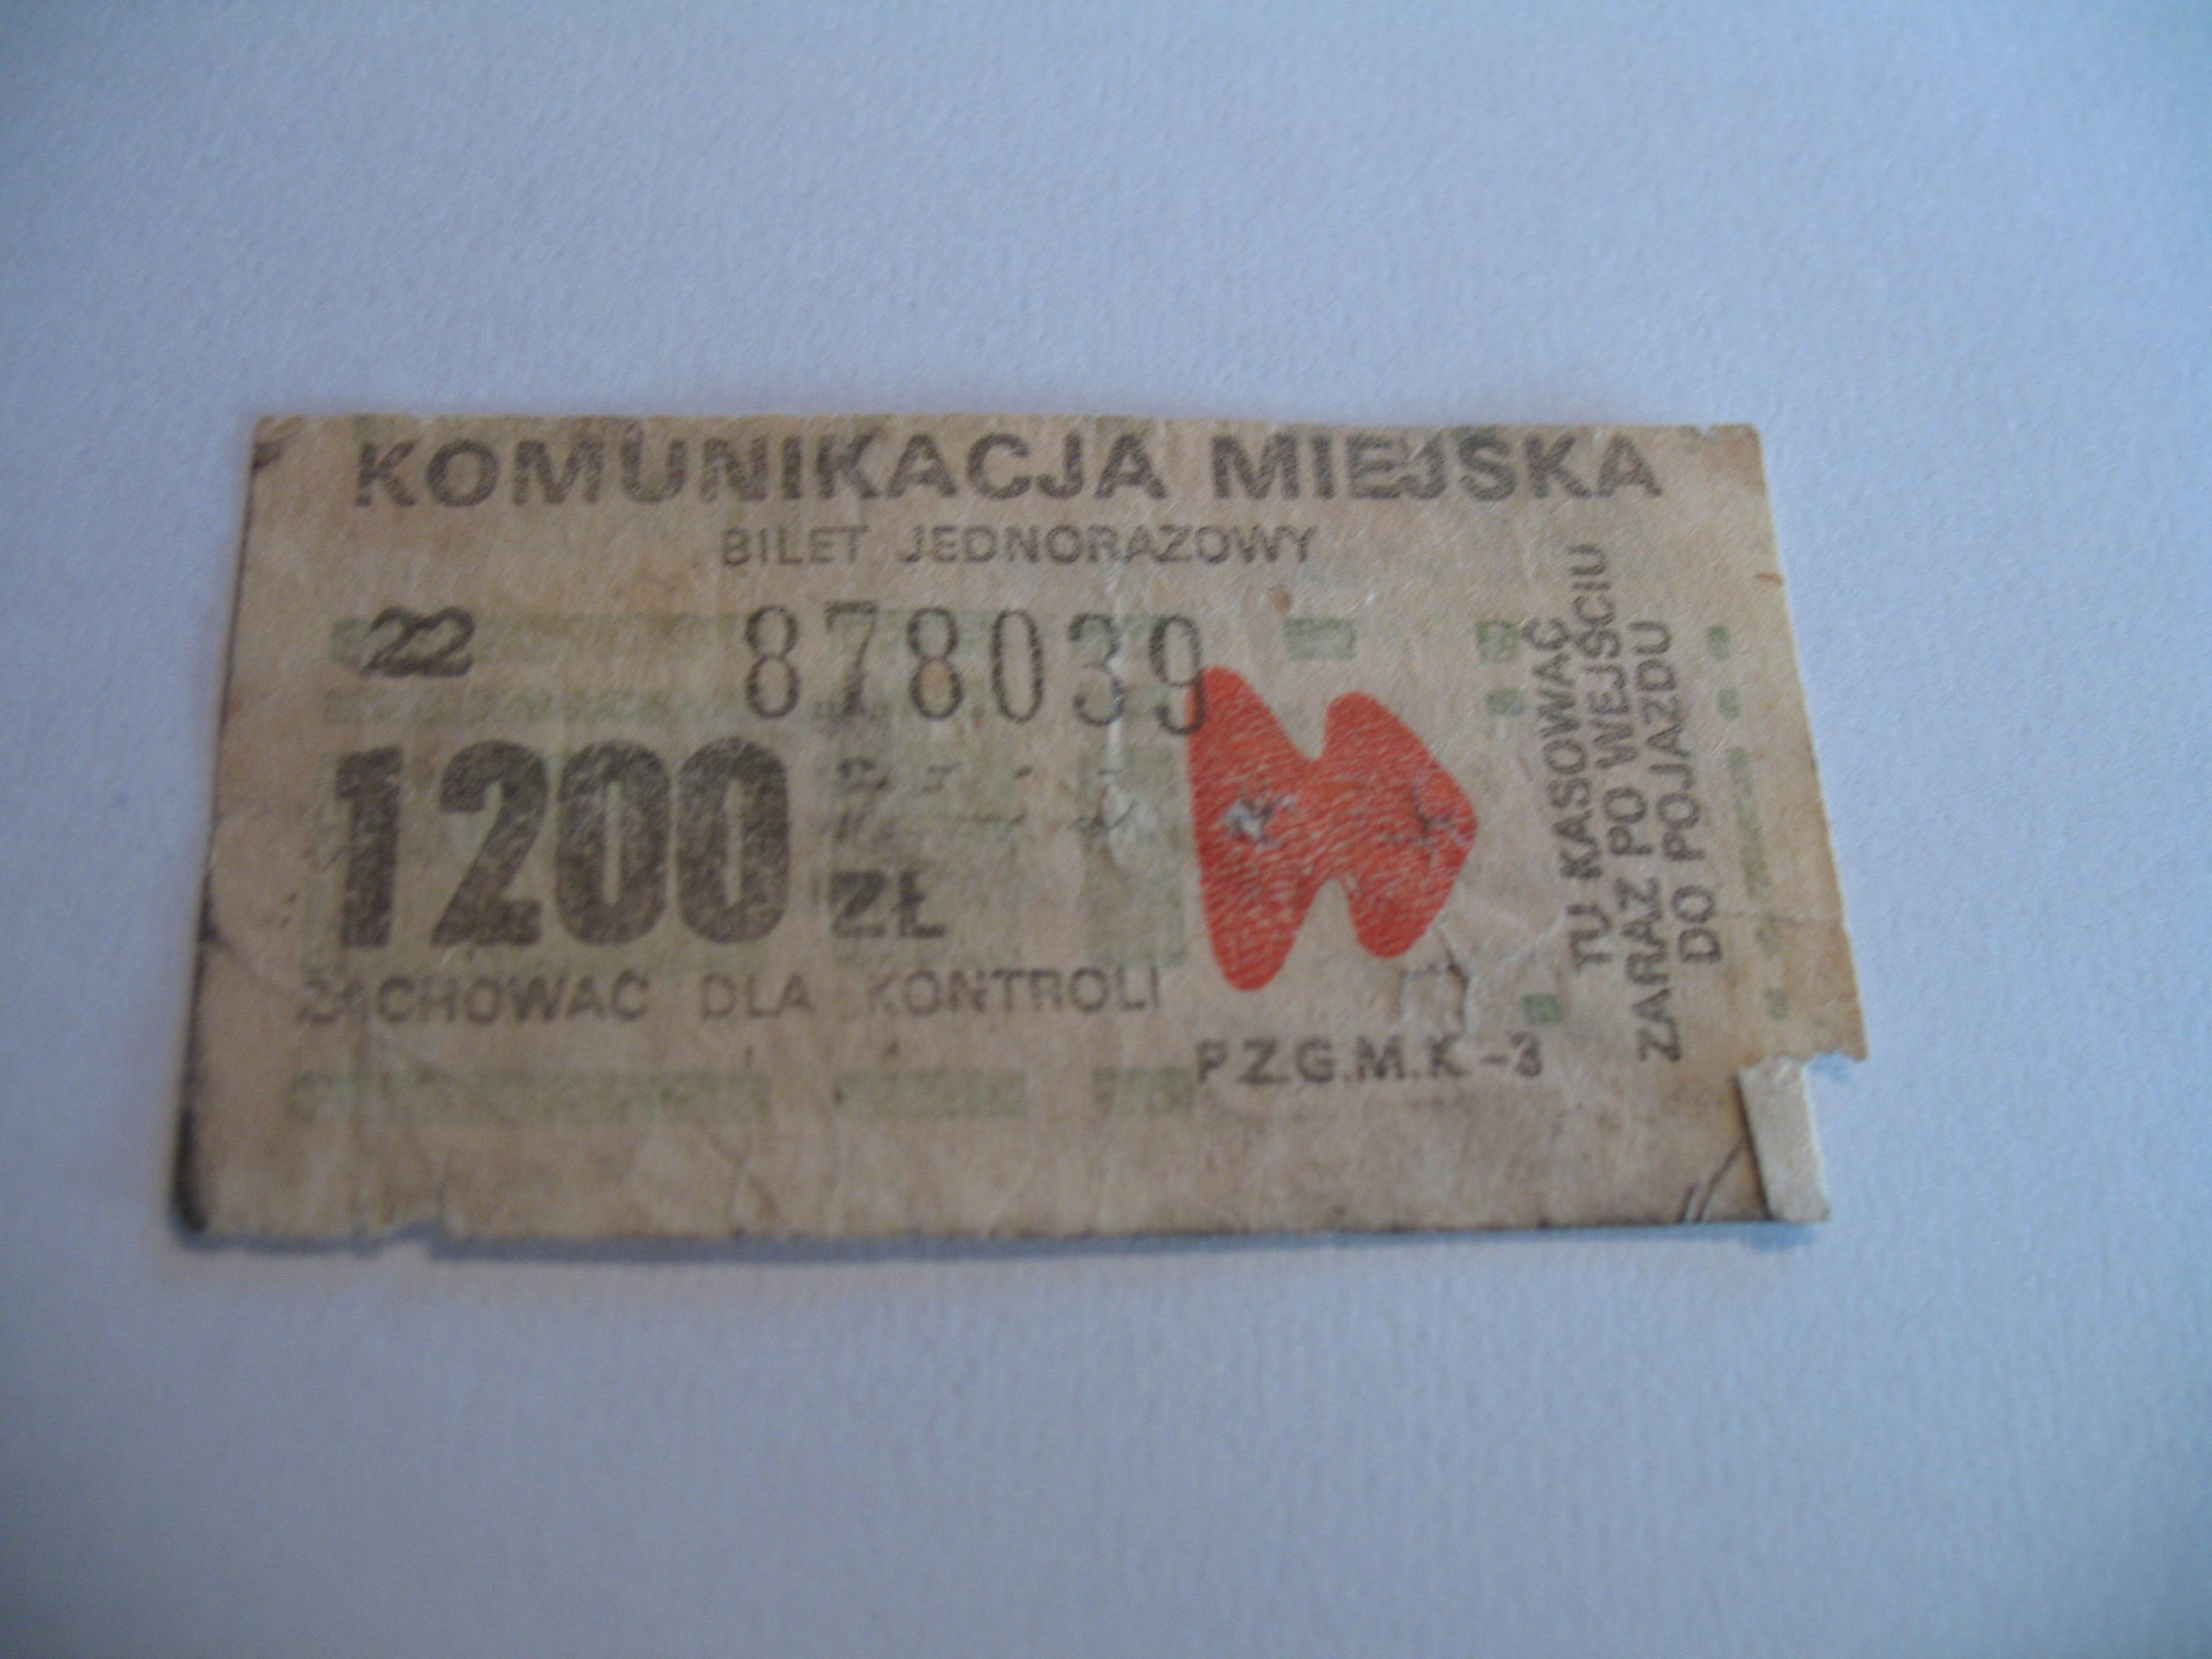 KOMUNIKACJA MIEJSKA
BILET JEDNORAZOWY
22 878039
1200 ZŁ
ZACHOWAĆ DLA KONTROLI
P.Z.G.M.K.-3
TU KASOWAĆ
ZARAZ PO WEJŚCIU
DO POJAZDU